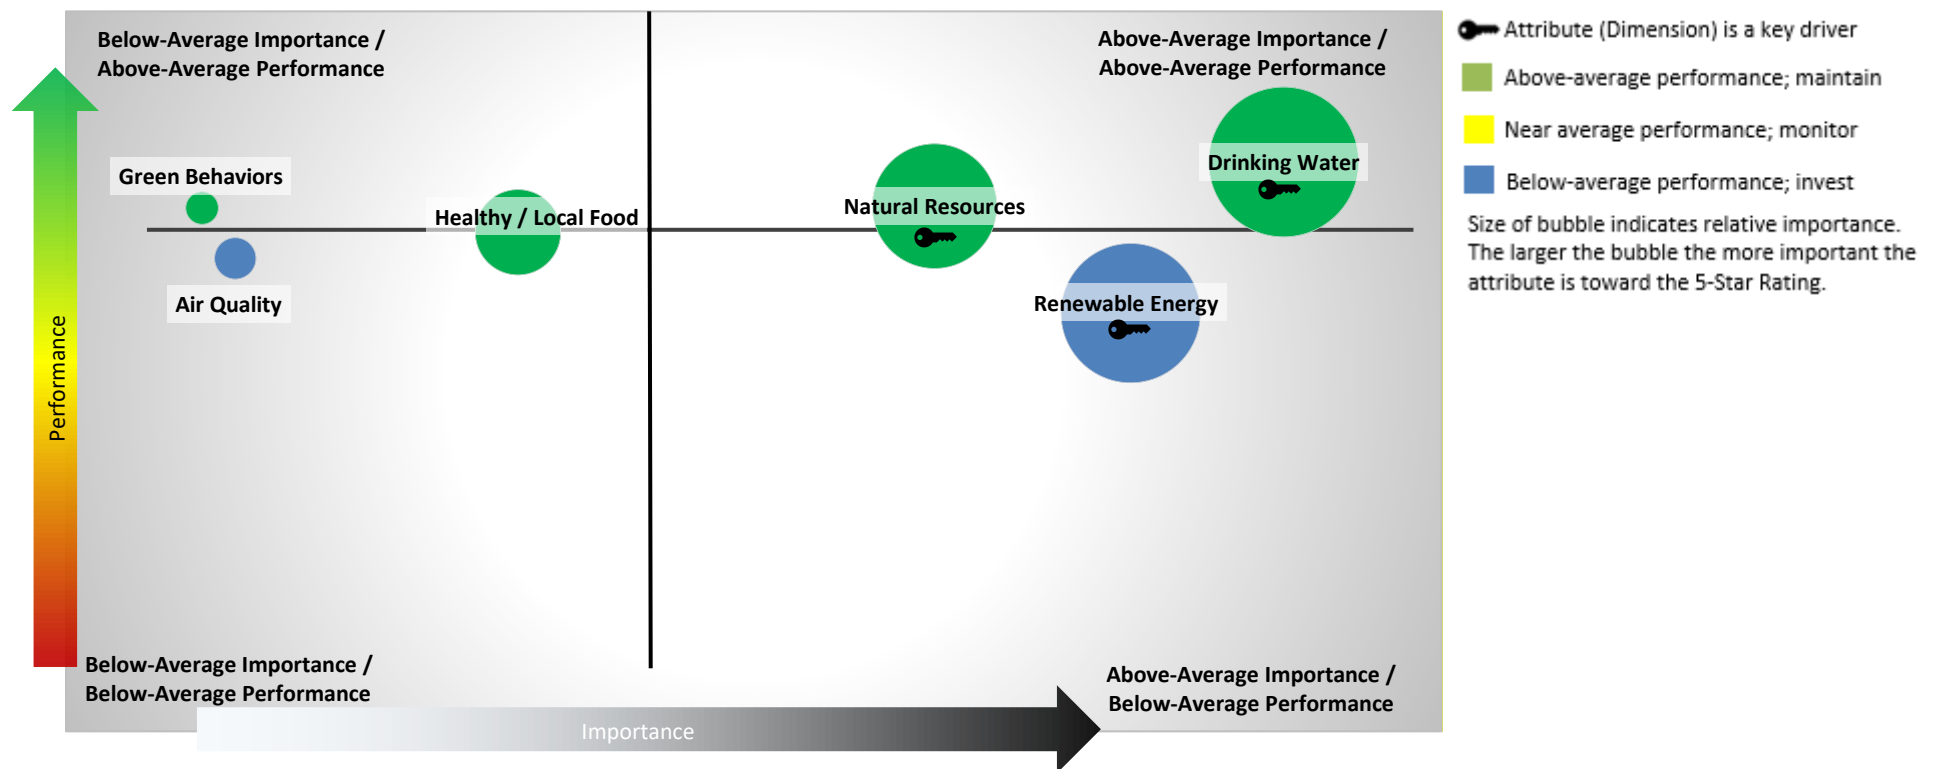 Below-Average Importance /
Above-Average Performance
Above-Average Importance /
Above-Average Performance
Green Behaviors
Healthy / Local Food
Natural Resources
Drinking Water
Air Quality
Renewable Energy
Performance
Below-Average Importance /
Below-Average Performance
Above-Average Importance /
Below-Average Performance
Importance
Attribute (Dimension) is a key driver
Above-average performance; maintain
Near average performance; monitor
Below-average performance; invest
Size of bubble indicates relative importance.
The larger the bubble the more important the
attribute is toward the 5-Star Rating.